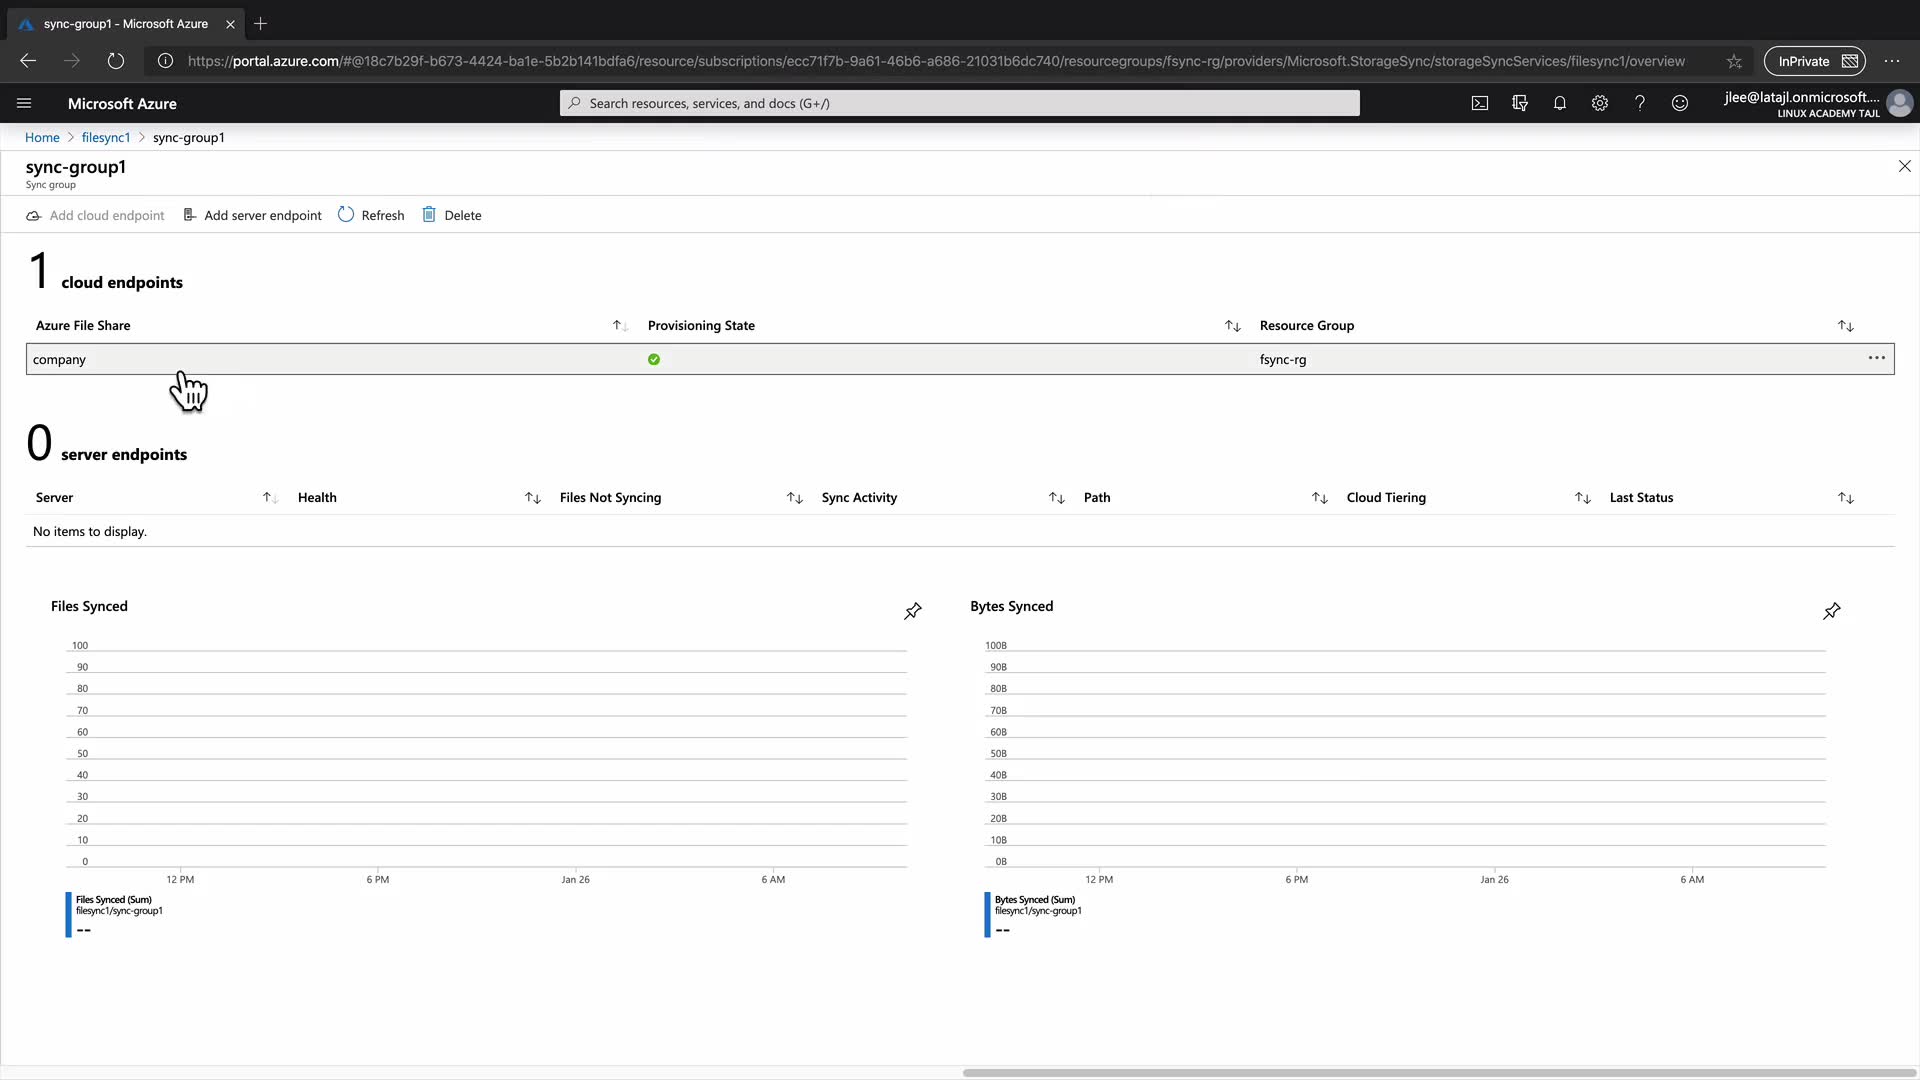 sync-group1 - Microsoft Azure
https://portal.azure.com/#@18c7b29f-b673-4424-ba1e-5b2b141bdfa6/resource/subscriptions/ecc71f7b-9a61-46b6-a686-21031b6dc740/resourcegroups/fsync-rg/providers/Microsoft.StorageSync/storageSyncServices/filesync1/overview
InPrivate
Microsoft Azure
Search resources, services, and docs (G+/)
jlee@latajl.onmicrosoft....
LINUX ACADEMY TAJL
Home > filesync1 > sync-group1
sync-group1
Sync group
Add cloud endpoint Add server endpoint Refresh Delete
1 cloud endpoints
Azure File Share Provisioning State Resource Group
company fsync-rg
0 server endpoints
Server Health Files Not Syncing Sync Activity Path Cloud Tiering Last Status
No items to display.
Files Synced Bytes Synced
100 100B
90 90B
80 80B
70 70B
60 60B
50 50B
40 40B
30 30B
20 20B
10 10B
0 0B
12 PM 6 PM Jan 26 6 AM 12 PM 6 PM Jan 26 6 AM
Files Synced (Sum) Bytes Synced (Sum)
filesync1/sync-group1 filesync1/sync-group1
-- --